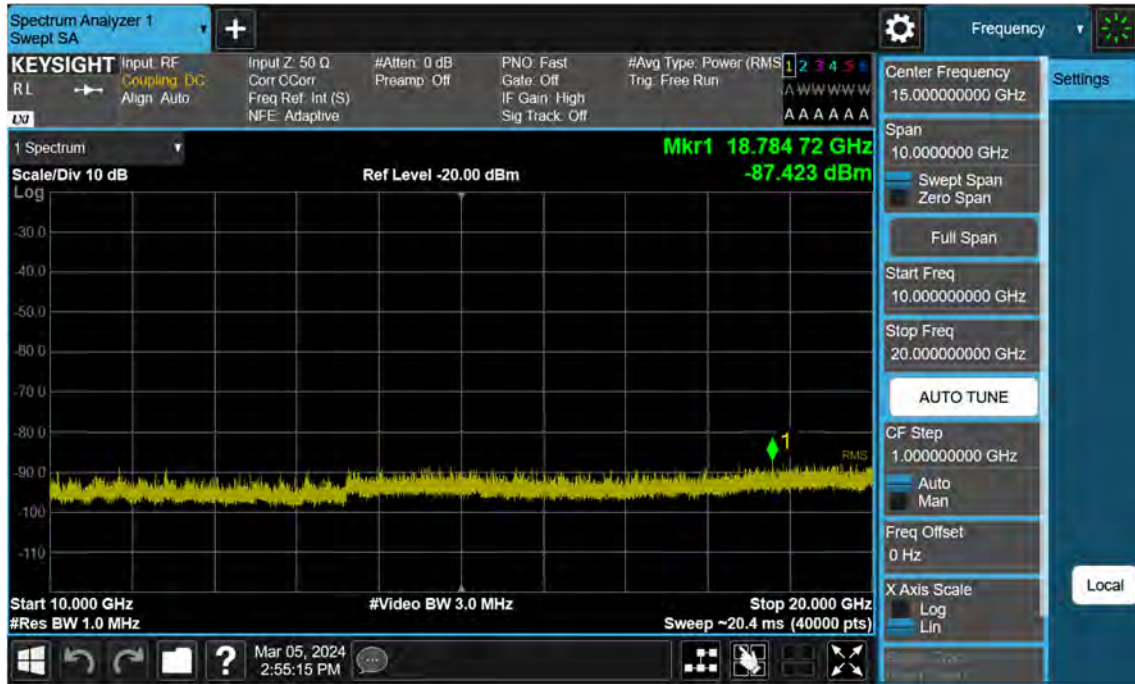 Spectrum Analyzer 1
Swept SA
+
Frequency
KEYSIGHT
RL
LXI
Input: RF
Coupling: DC
Align: Auto
Input Z: 50 Ω
Corr CCorr
Freq Ref: Int (S)
NFE: Adaptive
#Atten: 0 dB
Preamp: Off
PNO: Fast
Gate: Off
IF Gain: High
Sig Track: Off
#Avg Type: Power (RMS
Trig: Free Run
1 2 3 4 5 6
A W W W W W
A A A A A A
1 Spectrum
Mkr1 18.784 72 GHz
-87.423 dBm
Scale/Div 10 dB
Ref Level -20.00 dBm
Log
-30.0
-40.0
-50.0
-60.0
-70.0
-80.0
-90.0
-100
-110
1
RMS
Start 10.000 GHz
#Res BW 1.0 MHz
#Video BW 3.0 MHz
Stop 20.000 GHz
Sweep ~20.4 ms (40000 pts)
Center Frequency
15.000000000 GHz
Settings
Span
10.0000000 GHz
Swept Span
Zero Span
Full Span
Start Freq
10.000000000 GHz
Stop Freq
20.000000000 GHz
AUTO TUNE
CF Step
1.000000000 GHz
Auto
Man
Freq Offset
0 Hz
X Axis Scale
Log
Lin
Local
?
Mar 05, 2024
2:55:15 PM